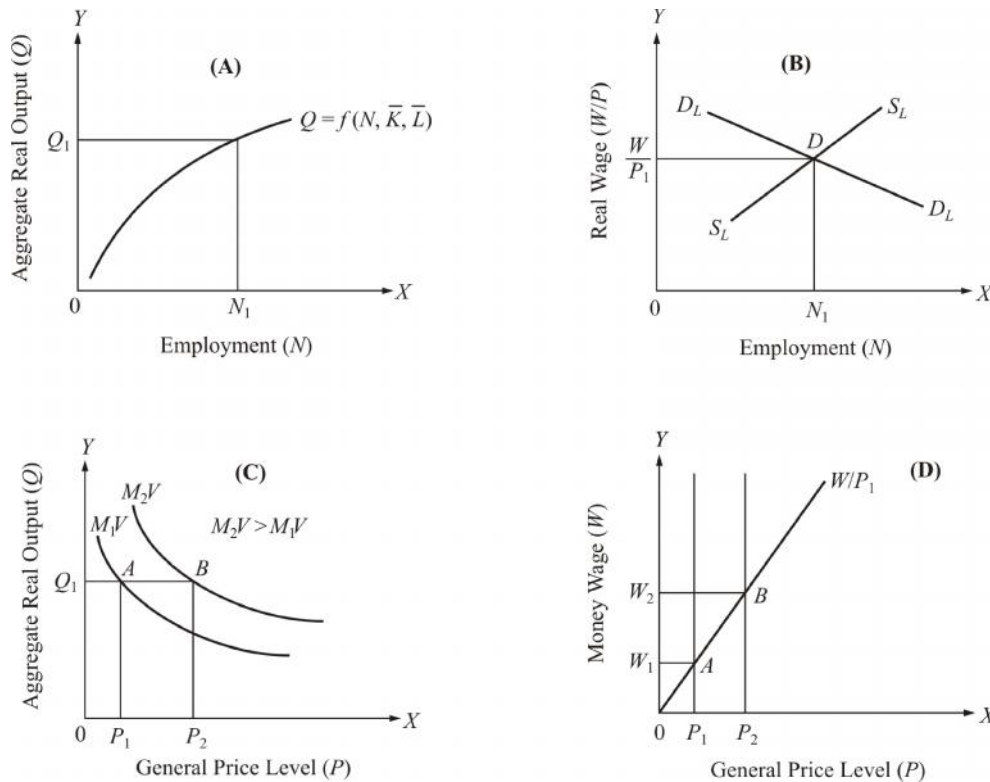 Y
(A)
Aggregate Real Output (Q)
Q = f (N, K̅, L̅)
Q1
0
N1
X
Employment (N)
Y
(B)
Real Wage (W/P)
DL
SL
D
W
P1
SL
DL
0
N1
X
Employment (N)
Y
(C)
Aggregate Real Output (Q)
M2V
M1V
M2V > M1V
Q1
A
B
0
P1
P2
X
General Price Level (P)
Y
(D)
Money Wage (W)
W/P1
W2
B
W1
A
0
P1
P2
X
General Price Level (P)